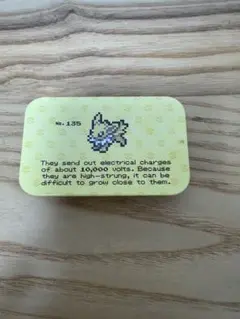 No.135
They send out electrical charges
of about 10,000 volts. Because
they are high-strung, it can be
difficult to grow close to them.